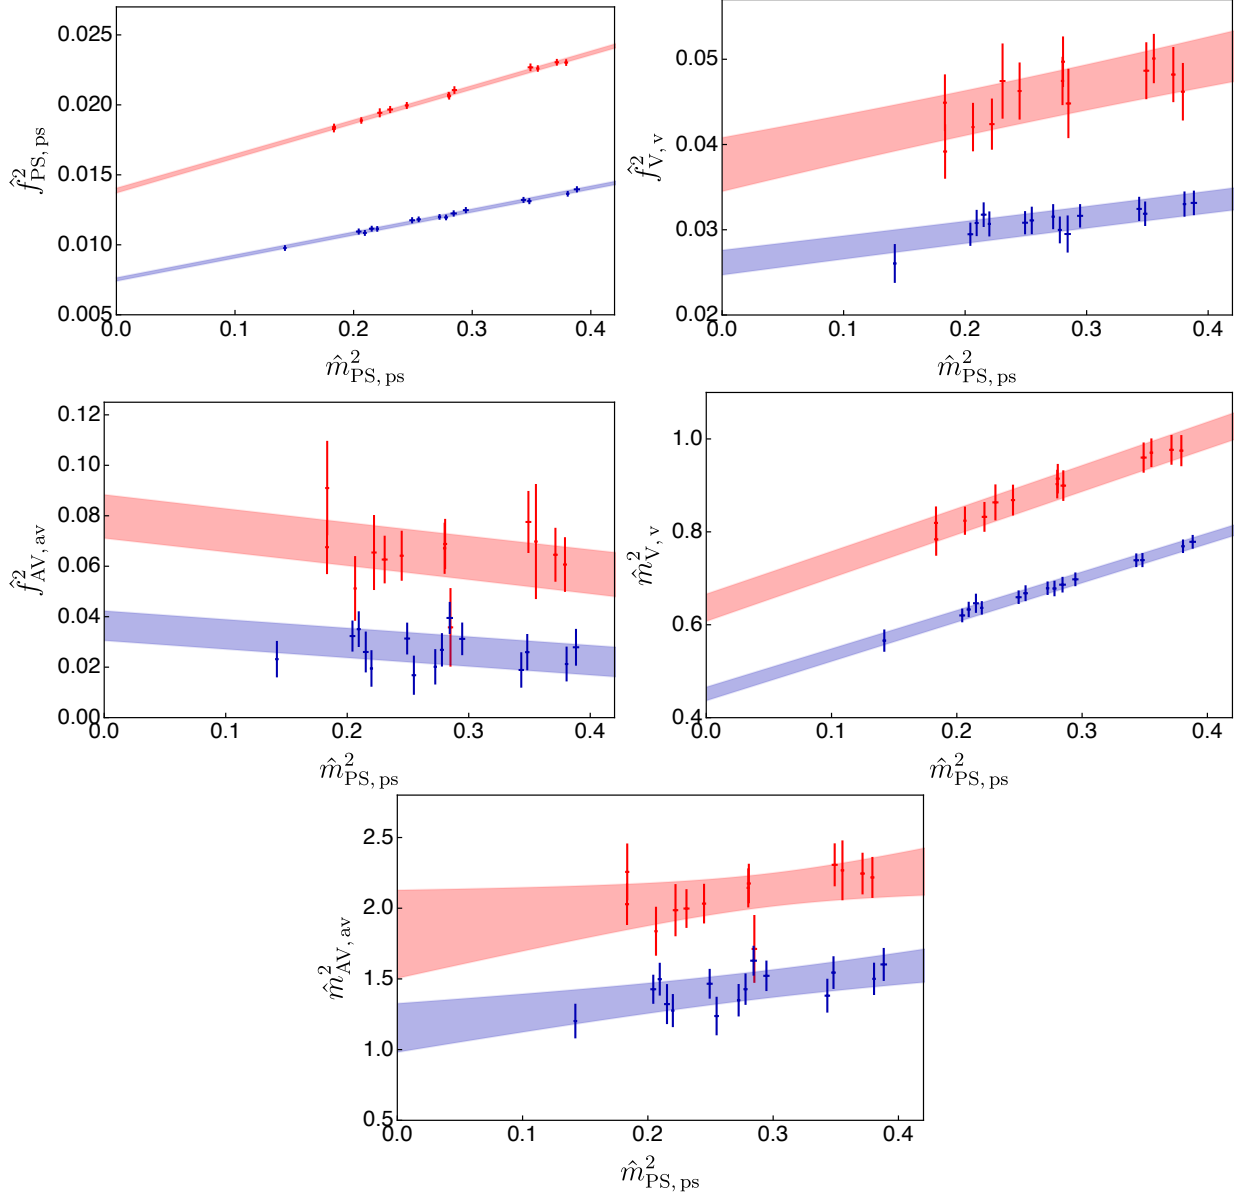 0.025
0.020
0.015
0.010
0.005
0.0 0.1 0.2 0.3 0.4
f̂²PS, ps
m̂²PS, ps
0.05
0.04
0.03
0.02
0.0 0.1 0.2 0.3 0.4
f̂²V, v
m̂²PS, ps
0.12
0.10
0.08
0.06
0.04
0.02
0.00
0.0 0.1 0.2 0.3 0.4
f̂²AV, av
m̂²PS, ps
1.0
0.8
0.6
0.4
0.0 0.1 0.2 0.3 0.4
m̂²V, v
m̂²PS, ps
2.5
2.0
1.5
1.0
0.5
0.0 0.1 0.2 0.3 0.4
m̂²AV, av
m̂²PS, ps